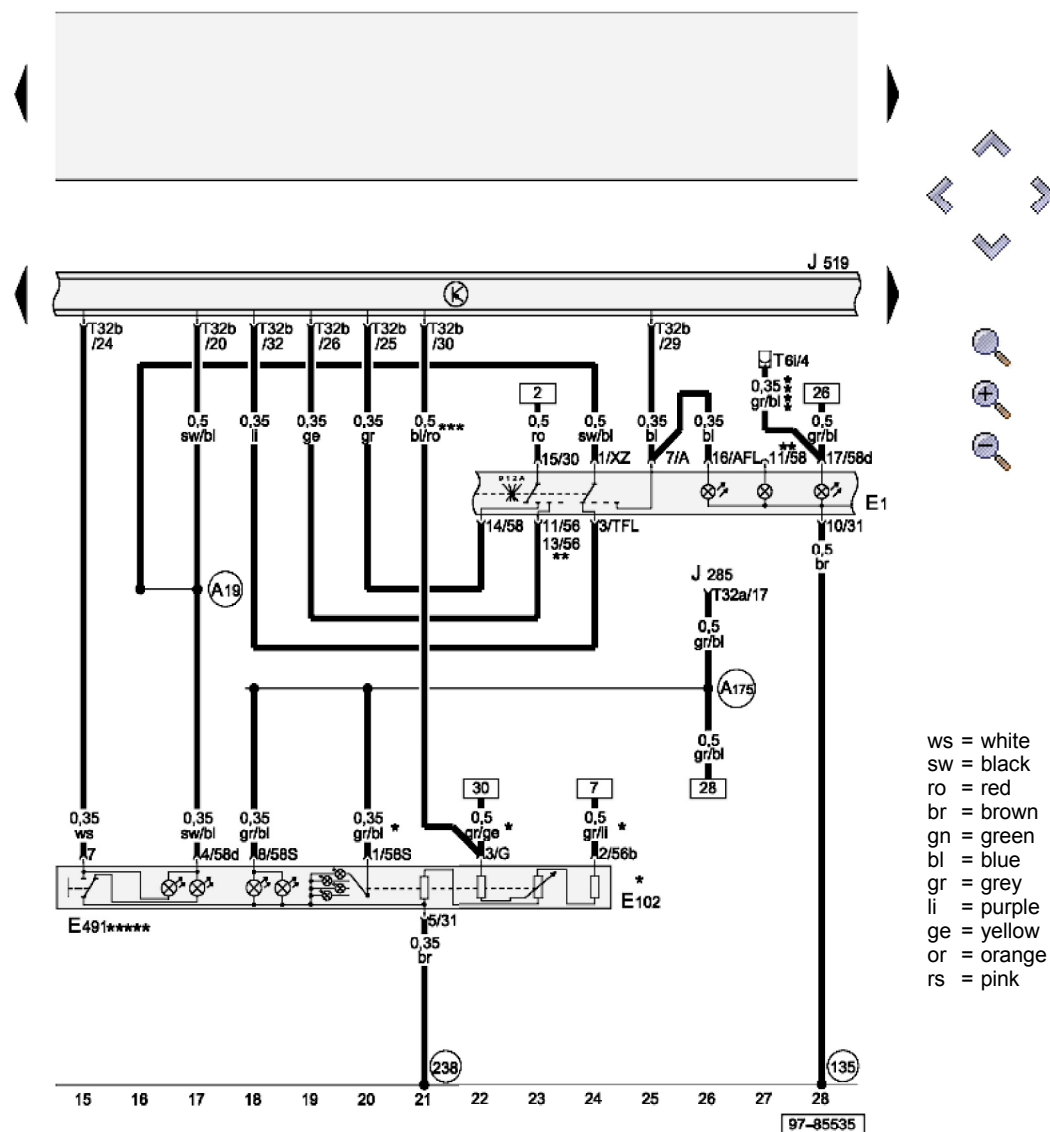 J 519
K
T32b /24
T32b /20
T32b /32
T32b /26
T32b /25
T32b /30
T32b /29
T6i/4
2
0,35 gr/bl ****
26
0,5 sw/bl
0,35 li
0,35 ge
0,35 gr
0,5 bl/ro ***
0,5 ro
0,5 sw/bl
0,35 bl
0,35 bl
0,5 gr/bl
15/30
1/XZ
7/A
16/AFL
** 11/58
17/58d
E1
14/58
11/56
13/56
**
3/TFL
10/31
0,5 br
A19
J 285
T32a/17
0,5 gr/bl
A175
0,5 gr/bl
28
30
7
0,35 ws
0,35 sw/bl
0,35 gr/bl
0,35 gr/bl *
0,5 gr/ge *
0,5 gr/li *
7
4/58d
8/58S
1/58S
3/G
2/56b
*
E102
E491*****
5/31
0,35 br
238
135
15 16 17 18 19 20 21 22 23 24 25 26 27 28
97-85535
ws = white
sw = black
ro = red
br = brown
gn = green
bl = blue
gr = grey
li = purple
ge = yellow
or = orange
rs = pink